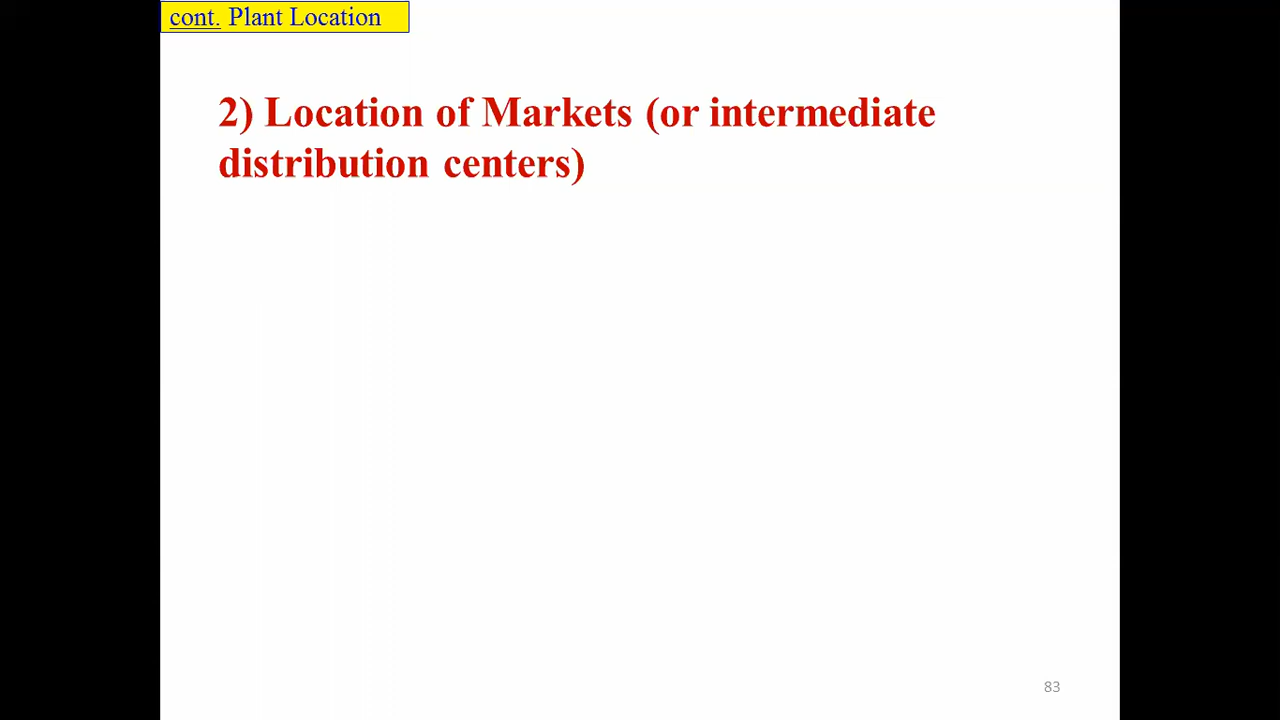 cont. Plant Location
2) Location of Markets (or intermediate
distribution centers)
83